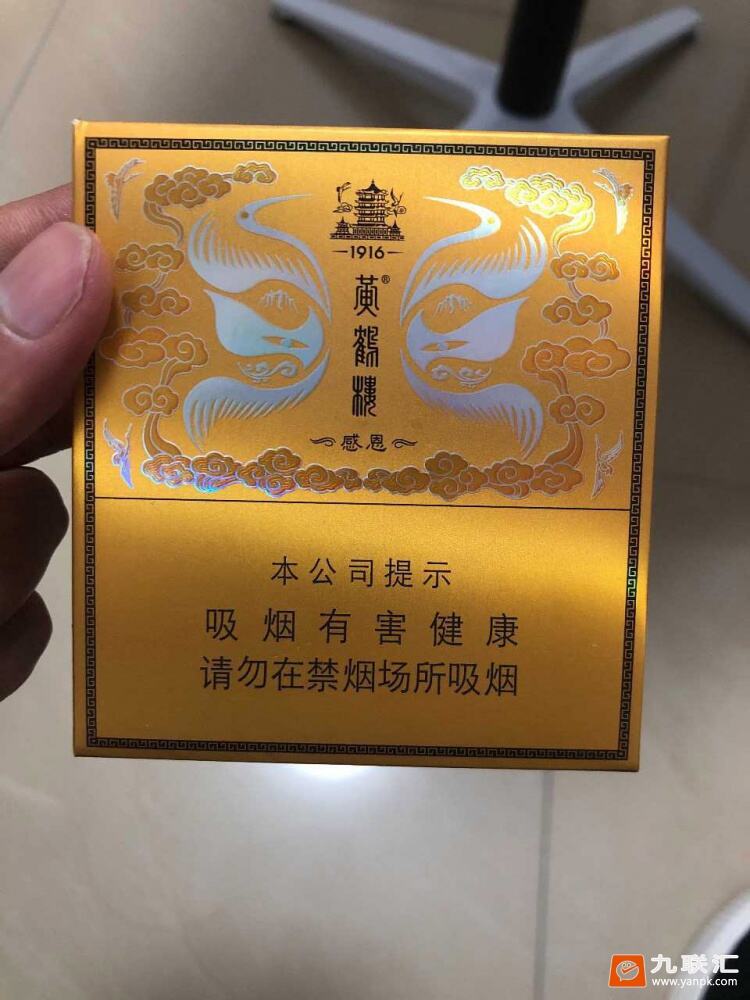 1916
黄鹤楼®
感恩
本公司提示
吸烟有害健康
请勿在禁烟场所吸烟
九联汇
www.yanpk.com